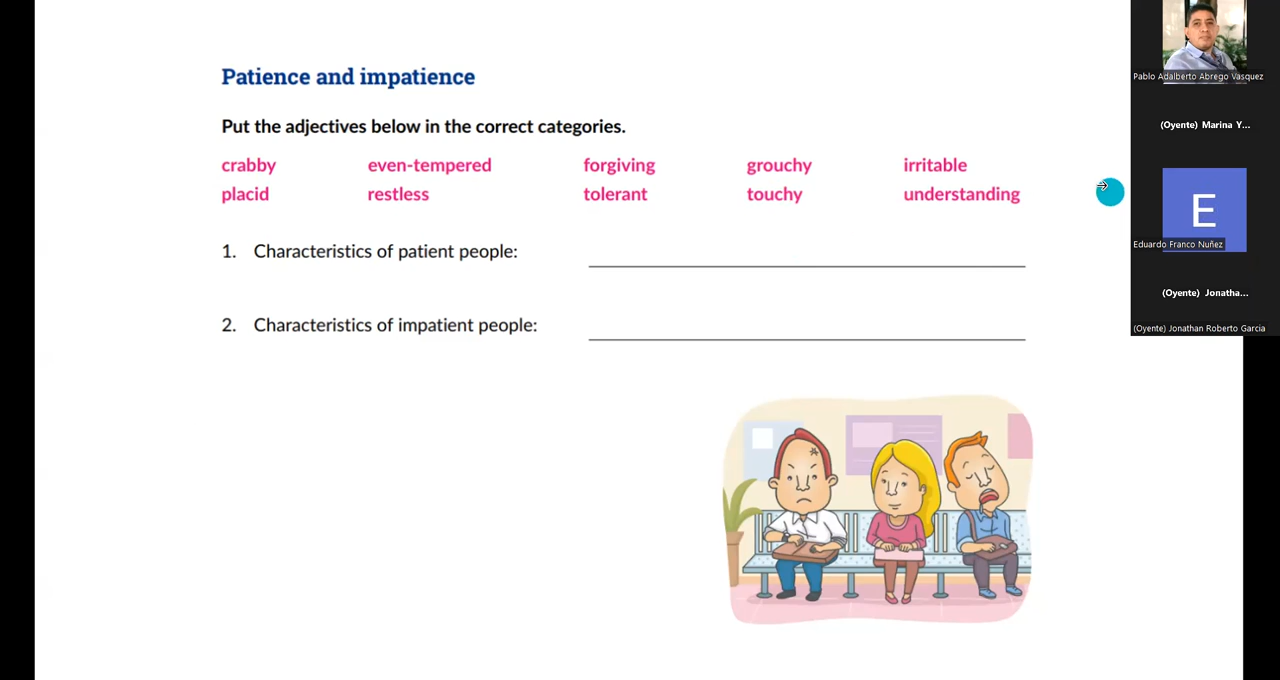 Patience and impatience
Put the adjectives below in the correct categories.
crabby even-tempered forgiving grouchy irritable
placid restless tolerant touchy understanding
1. Characteristics of patient people:
2. Characteristics of impatient people:
Pablo Adalberto Abrego Vasquez
(Oyente) Marina Y...
E
Eduardo Franco Nuñez
(Oyente) Jonatha...
(Oyente) Jonathan Roberto Garcia